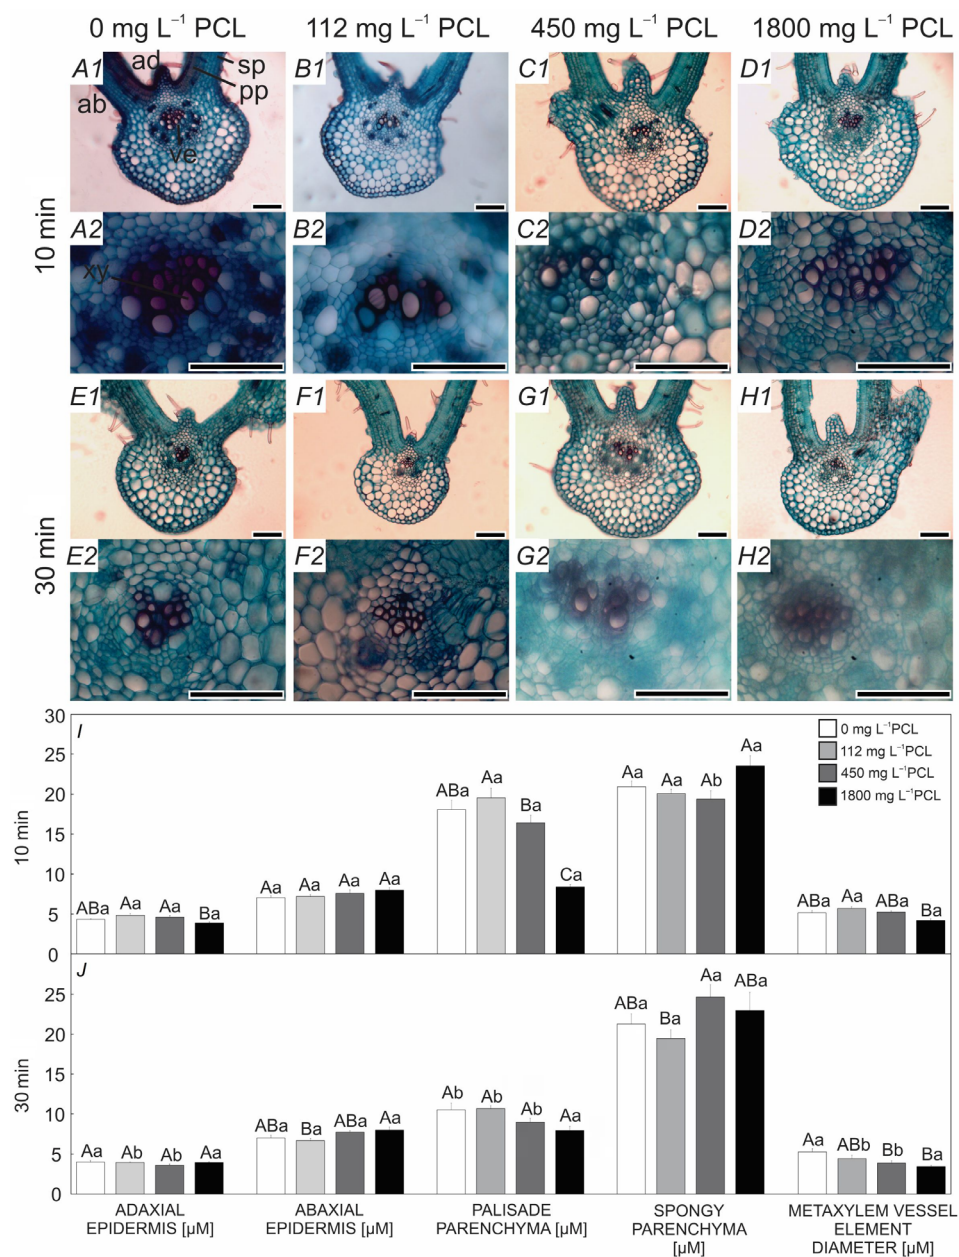 0 mg L⁻¹ PCL 112 mg L⁻¹ PCL 450 mg L⁻¹ PCL 1800 mg L⁻¹ PCL
10 min
A1 ad sp pp ab ve
B1
C1
D1
A2 xy
B2
C2
D2
30 min
E1
F1
G1
H1
E2
F2
G2
H2
I
10 min
30
25
20
15
10
5
0
0 mg L⁻¹PCL
112 mg L⁻¹PCL
450 mg L⁻¹PCL
1800 mg L⁻¹PCL
ABa Aa Aa Ba
Aa Aa Aa Aa
ABa Aa Ba Ca
Aa Aa Ab Aa
ABa Aa ABa Ba
J
30 min
25
20
15
10
5
0
Aa Ab Ab Aa
ABa Ba ABa Aa
Ab Ab Ab Aa
ABa Ba Aa ABa
Aa ABb Bb Ba
ADAXIAL
EPIDERMIS [µM]
ABAXIAL
EPIDERMIS [µM]
PALISADE
PARENCHYMA [µM]
SPONGY
PARENCHYMA
[µM]
METAXYLEM VESSEL
ELEMENT
DIAMETER [µM]